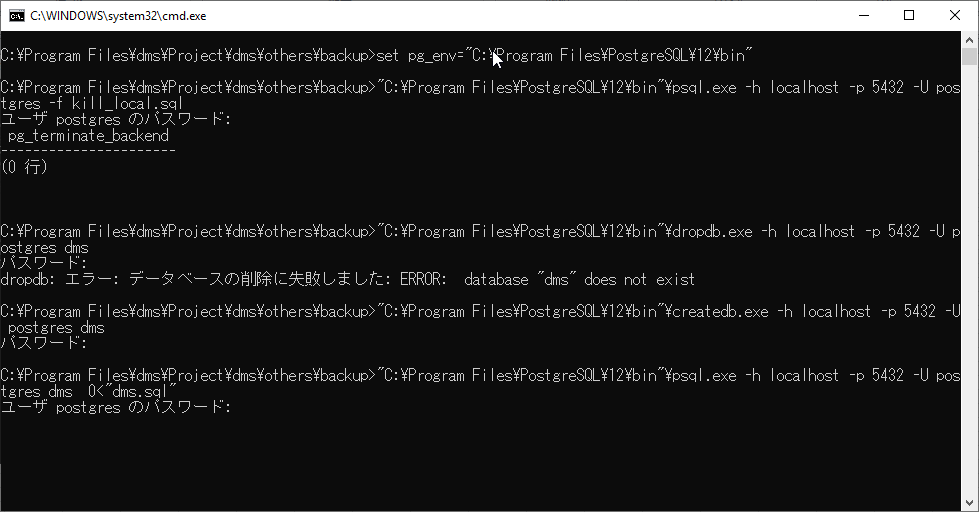 C:\WINDOWS\system32\cmd.exe
C:¥Program Files¥dms¥Project¥dms¥others¥backup>set pg_env="C:¥Program Files¥PostgreSQL¥12¥bin"
C:¥Program Files¥dms¥Project¥dms¥others¥backup>"C:¥Program Files¥PostgreSQL¥12¥bin"¥psql.exe -h localhost -p 5432 -U pos
tgres -f kill_local.sql
ユーザ postgres のパスワード:
 pg_terminate_backend
----------------------
(0 行)
C:¥Program Files¥dms¥Project¥dms¥others¥backup>"C:¥Program Files¥PostgreSQL¥12¥bin"¥dropdb.exe -h localhost -p 5432 -U p
ostgres dms
パスワード:
dropdb: エラー: データベースの削除に失敗しました: ERROR:  database "dms" does not exist
C:¥Program Files¥dms¥Project¥dms¥others¥backup>"C:¥Program Files¥PostgreSQL¥12¥bin"¥createdb.exe -h localhost -p 5432 -U
 postgres dms
パスワード:
C:¥Program Files¥dms¥Project¥dms¥others¥backup>"C:¥Program Files¥PostgreSQL¥12¥bin"¥psql.exe -h localhost -p 5432 -U pos
tgres dms  0<"dms.sql"
ユーザ postgres のパスワード: